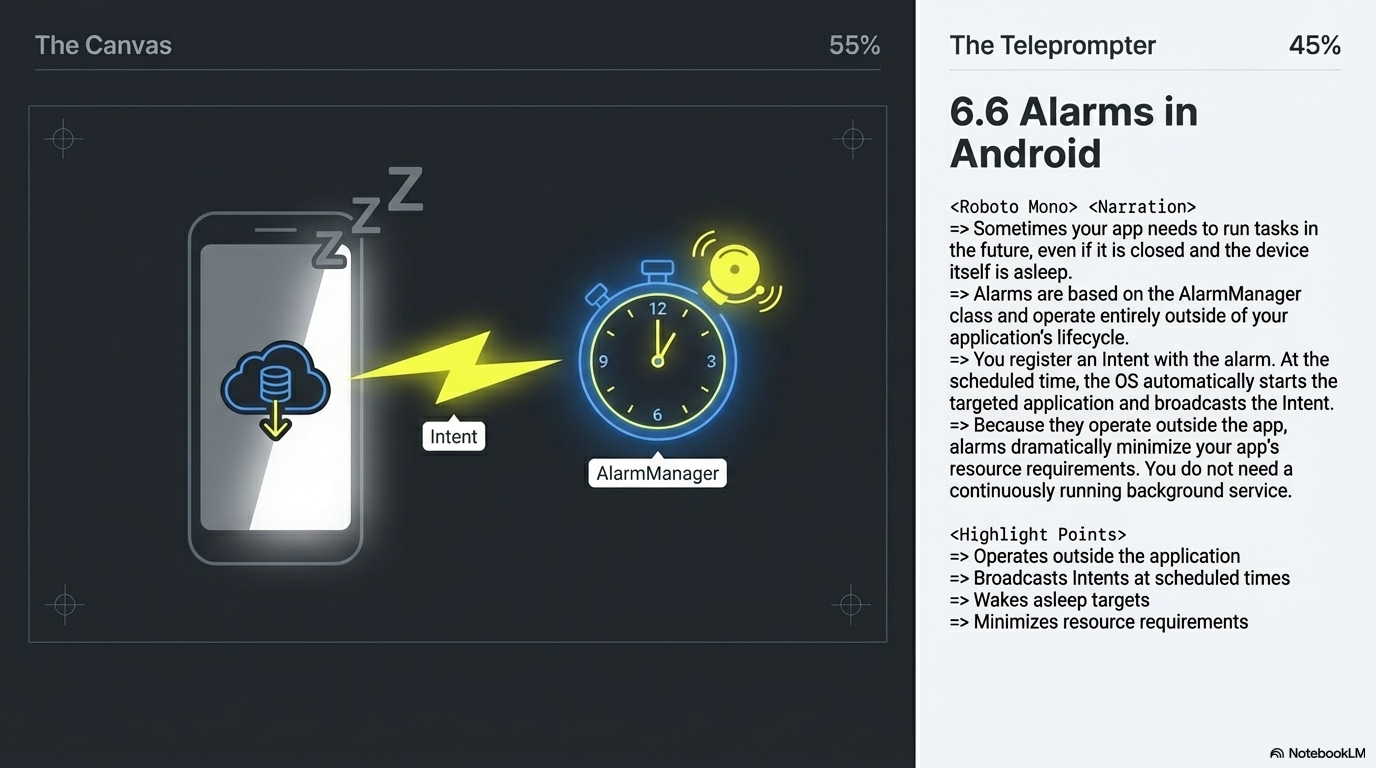 The Canvas
55%
Z
Z
Z
12
3
6
9
Intent
AlarmManager
The Teleprompter
45%
6.6 Alarms in
Android
<Roboto Mono> <Narration>
=> Sometimes your app needs to run tasks in
the future, even if it is closed and the device
itself is asleep.
=> Alarms are based on the AlarmManager
class and operate entirely outside of your
application's lifecycle.
=> You register an Intent with the alarm. At the
scheduled time, the OS automatically starts the
targeted application and broadcasts the Intent.
=> Because they operate outside the app,
alarms dramatically minimize your app's
resource requirements. You do not need a
continuously running background service.
<Highlight Points>
=> Operates outside the application
=> Broadcasts Intents at scheduled times
=> Wakes asleep targets
=> Minimizes resource requirements
NotebookLM